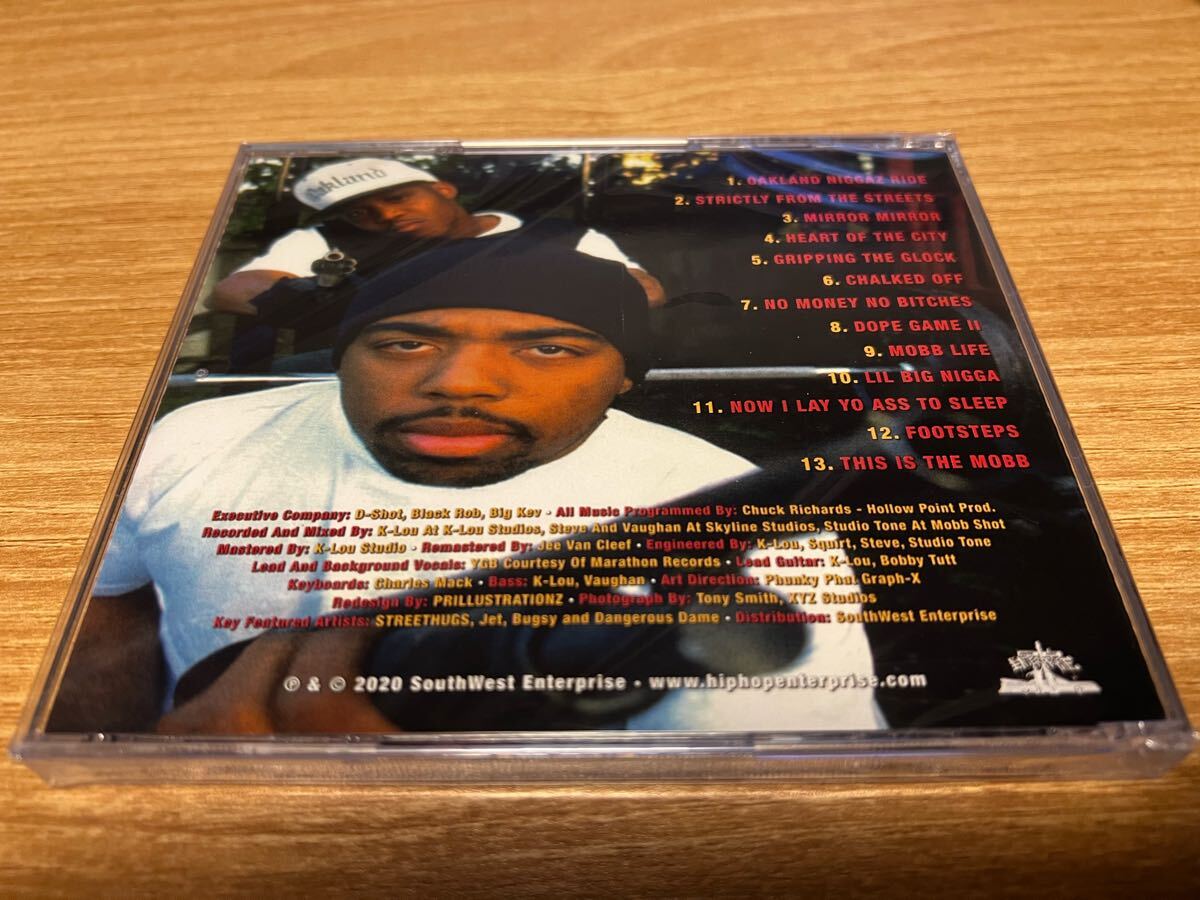 Oakland
1. OAKLAND NIGGAZ RIDE
2. STRICTLY FROM THE STREETS
3. MIRROR MIRROR
4. HEART OF THE CITY
5. GRIPPING THE GLOCK
6. CHALKED OFF
7. NO MONEY NO BITCHES
8. DOPE GAME II
9. MOBB LIFE
10. LIL BIG NIGGA
11. NOW I LAY YO ASS TO SLEEP
12. FOOTSTEPS
13. THIS IS THE MOBB
Executive Company: D-Shot, Black Rob, Big Kev • All Music Programmed By: Chuck Richards - Hollow Point Prod.
Recorded And Mixed By: K-Lou At K-Lou Studios, Steve And Vaughan At Skyline Studios, Studio Tone At Mobb Shot
Mastered By: K-Lou Studio • Remastered By: Jee Van Cleef • Engineered By: K-Lou, Squirt, Steve, Studio Tone
Lead And Background Vocals: YGB Courtesy Of Marathon Records • Lead Guitar: K-Lou, Bobby Tutt
Keyboards: Charles Mack • Bass: K-Lou, Vaughan • Art Direction: Phunky Phat Graph-X
Redesign By: PRILLUSTRATIONZ • Photograph By: Tony Smith, XYZ Studios
Key Featured Artists: STREETHUGS, Jet, Bugsy and Dangerous Dame • Distribution: SouthWest Enterprise
℗ & © 2020 SouthWest Enterprise • www.hiphopenterprise.com